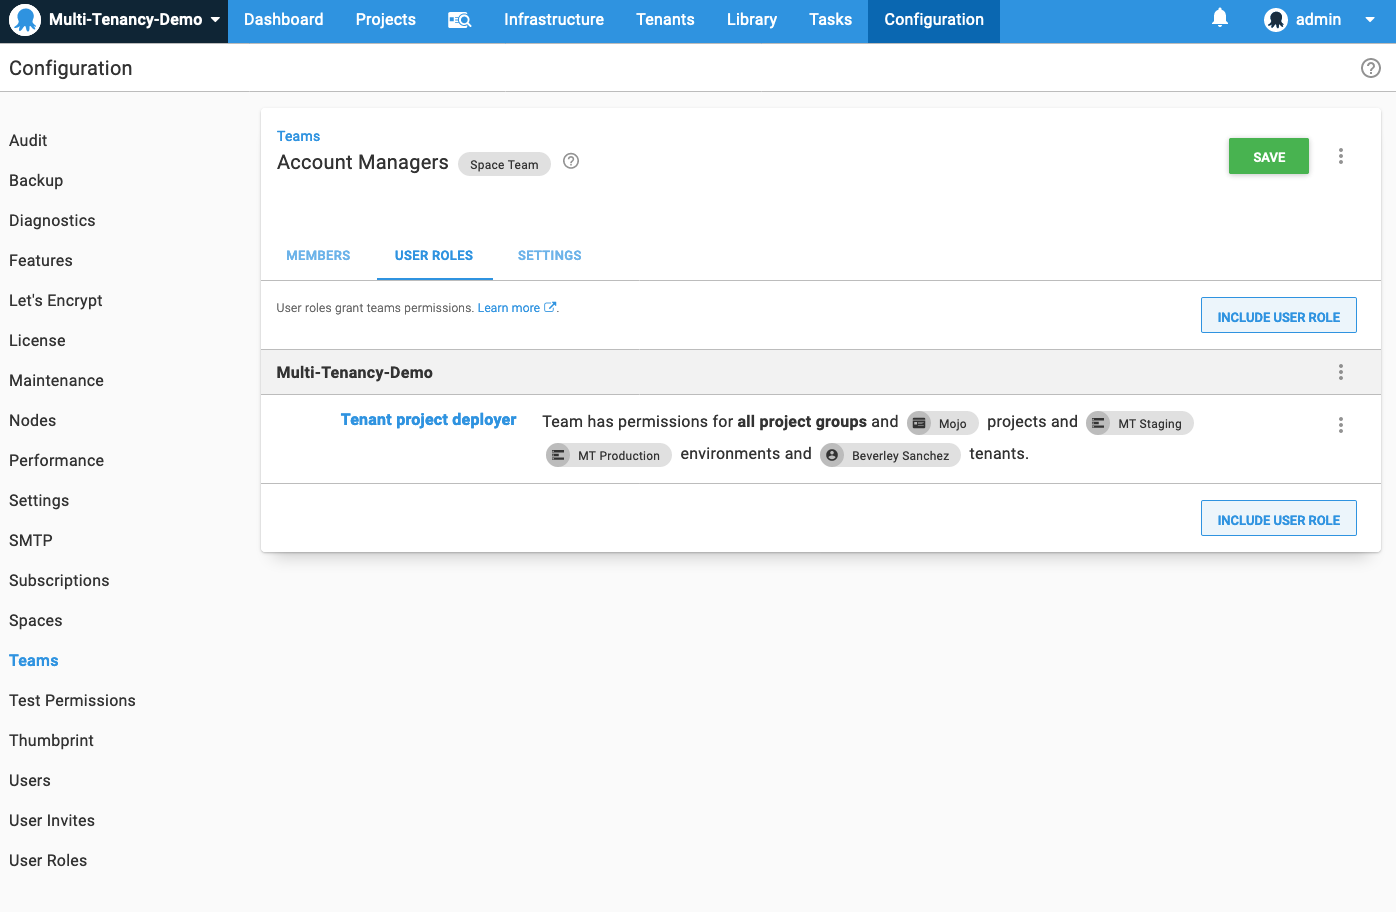 Multi-Tenancy-Demo Dashboard Projects Infrastructure Tenants Library Tasks Configuration admin
Configuration
Audit
Backup
Diagnostics
Features
Let's Encrypt
License
Maintenance
Nodes
Performance
Settings
SMTP
Subscriptions
Spaces
Teams
Test Permissions
Thumbprint
Users
User Invites
User Roles
Teams
Account Managers Space Team
SAVE
MEMBERS USER ROLES SETTINGS
User roles grant teams permissions. Learn more.
INCLUDE USER ROLE
Multi-Tenancy-Demo
Tenant project deployer Team has permissions for all project groups and Mojo projects and MT Staging
MT Production environments and Beverley Sanchez tenants.
INCLUDE USER ROLE